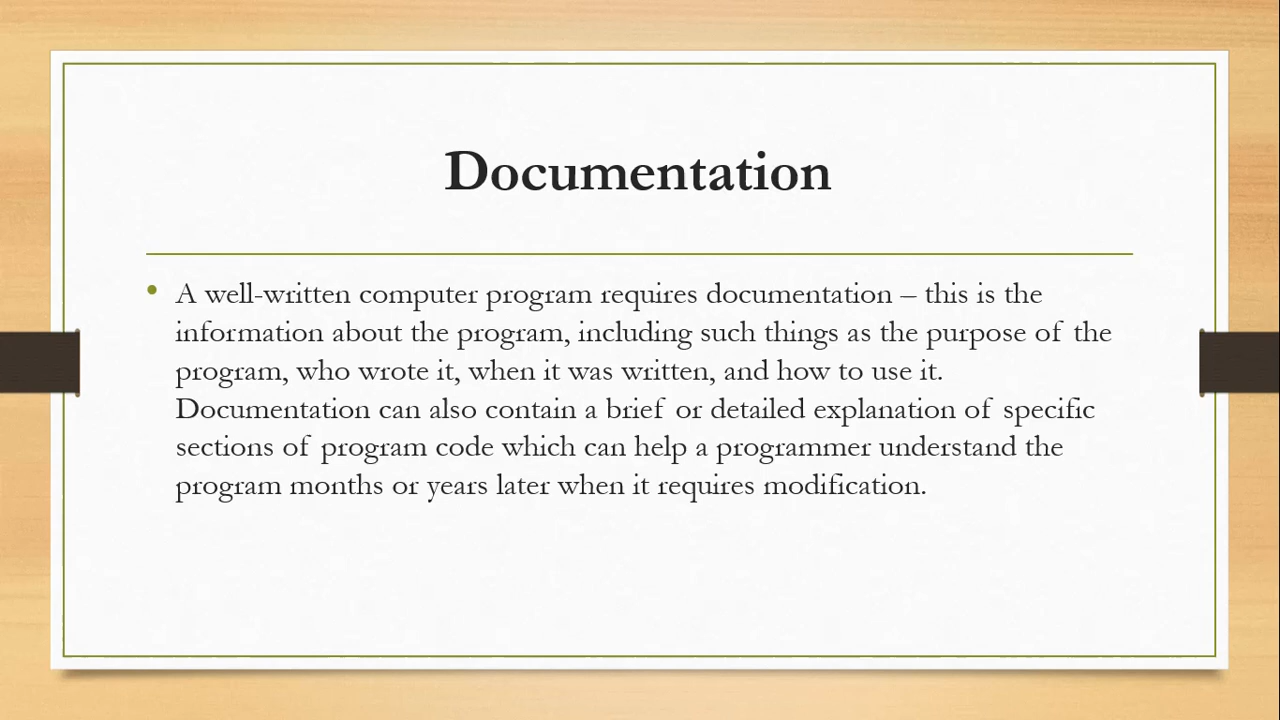 Documentation
• A well-written computer program requires documentation – this is the
information about the program, including such things as the purpose of the
program, who wrote it, when it was written, and how to use it.
Documentation can also contain a brief or detailed explanation of specific
sections of program code which can help a programmer understand the
program months or years later when it requires modification.